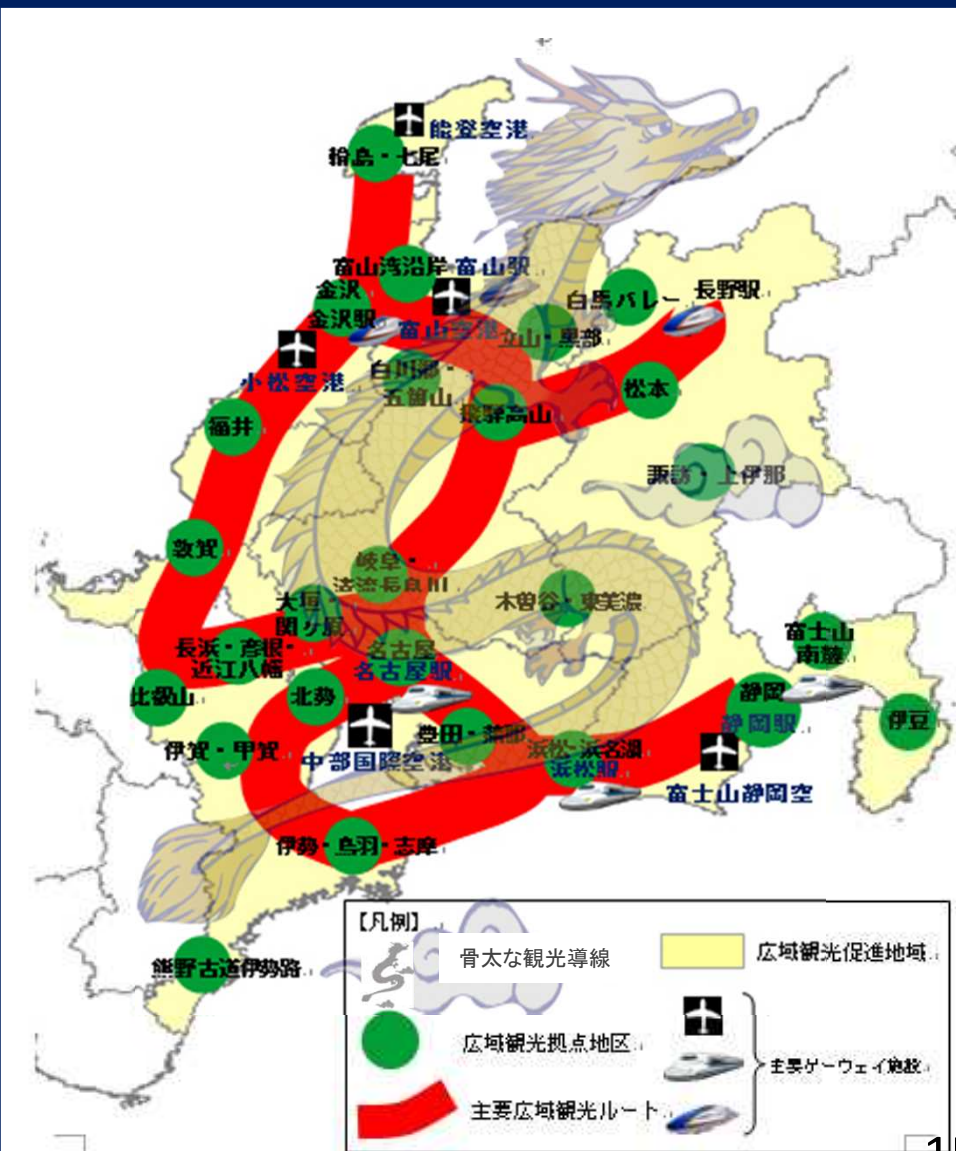 能登空港
輪島・七尾
富山湾沿岸・富山駅
金沢
金沢駅
富山空港
白馬バレー
長野駅
立山・黒部
小松空港
白川郷・
五箇山
飛騨高山
松本
福井
諏訪・上伊那
敦賀
岐阜・
清流長良川
大垣
関ヶ原
木曽谷・東美濃
長浜・彦根・
近江八幡
名古屋
名古屋駅
富士山
南麓
比叡山
北勢
静岡
静岡駅
伊豆
伊賀・甲賀
中部国際空港
豊田・
浜松・浜名湖
浜松駅
富士山静岡空
伊勢・鳥羽・志摩
熊野古道伊勢路
【凡例】
骨太な観光導線
広域観光促進地域
広域観光拠点地区
主要ゲーウェイ施設
主要広域観光ルート